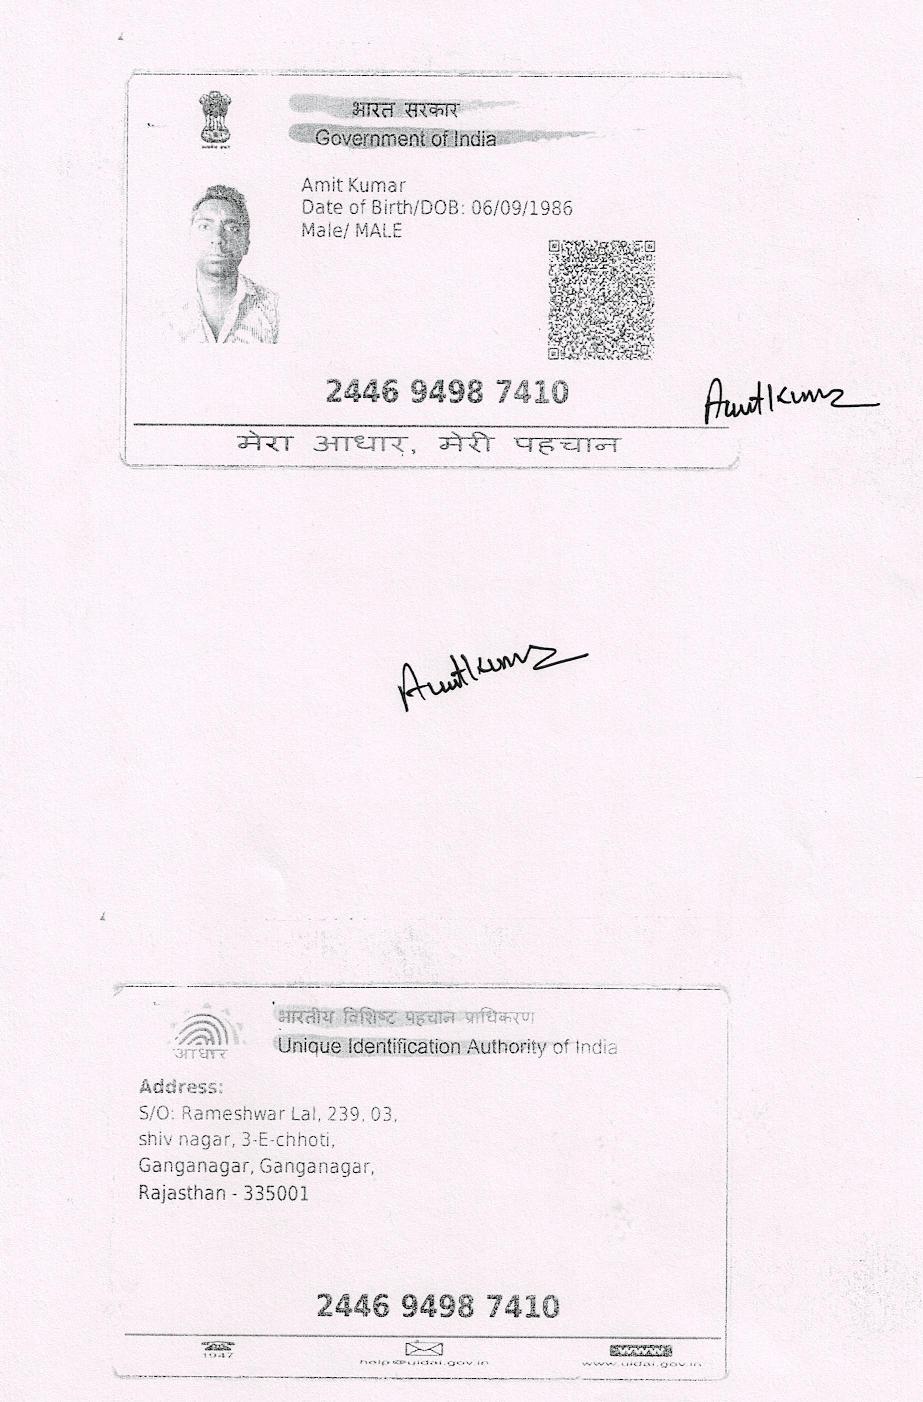 भारत सरकार
Government of India
Amit Kumar
Date of Birth/DOB: 06/09/1986
Male/ MALE
2446 9498 7410
Amit Kumar
मेरा आधार, मेरी पहचान
Amit Kumar
भारतीय विशिष्ट पहचान प्राधिकरण
Unique Identification Authority of India
आधार
Address:
S/O: Rameshwar Lal, 239, 03,
shiv nagar, 3-E-chhoti,
Ganganagar, Ganganagar,
Rajasthan - 335001
2446 9498 7410
1947
help@uidai.gov.in
www.uidai.gov.in